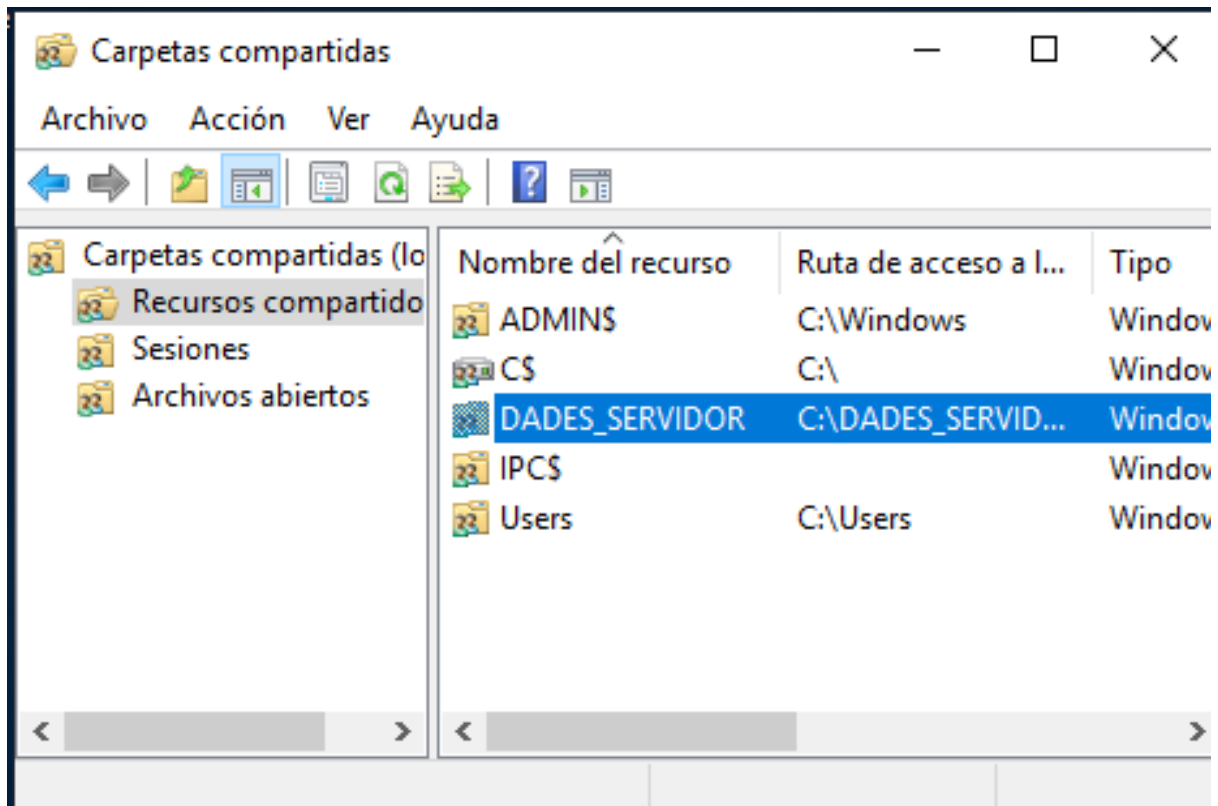 Carpetas compartidas
Archivo Acción Ver Ayuda
Carpetas compartidas (lo
Recursos compartido
Sesiones
Archivos abiertos
Nombre del recurso Ruta de acceso a l... Tipo
ADMIN$ C:\Windows Window
C$ C:\ Window
DADES_SERVIDOR C:\DADES_SERVID... Window
IPC$ Window
Users C:\Users Window